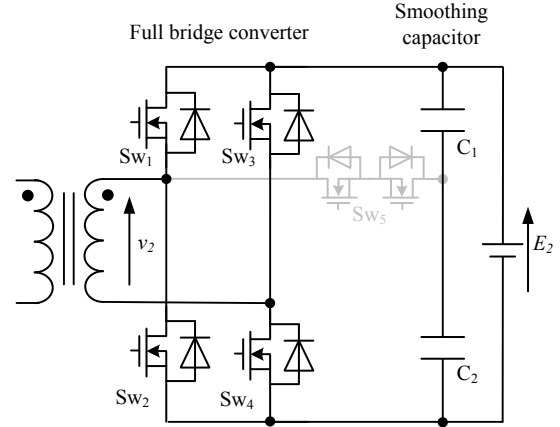 Full bridge converter
Smoothing
capacitor
Sw1
Sw3
C1
Sw5
v2
E2
Sw2
Sw4
C2